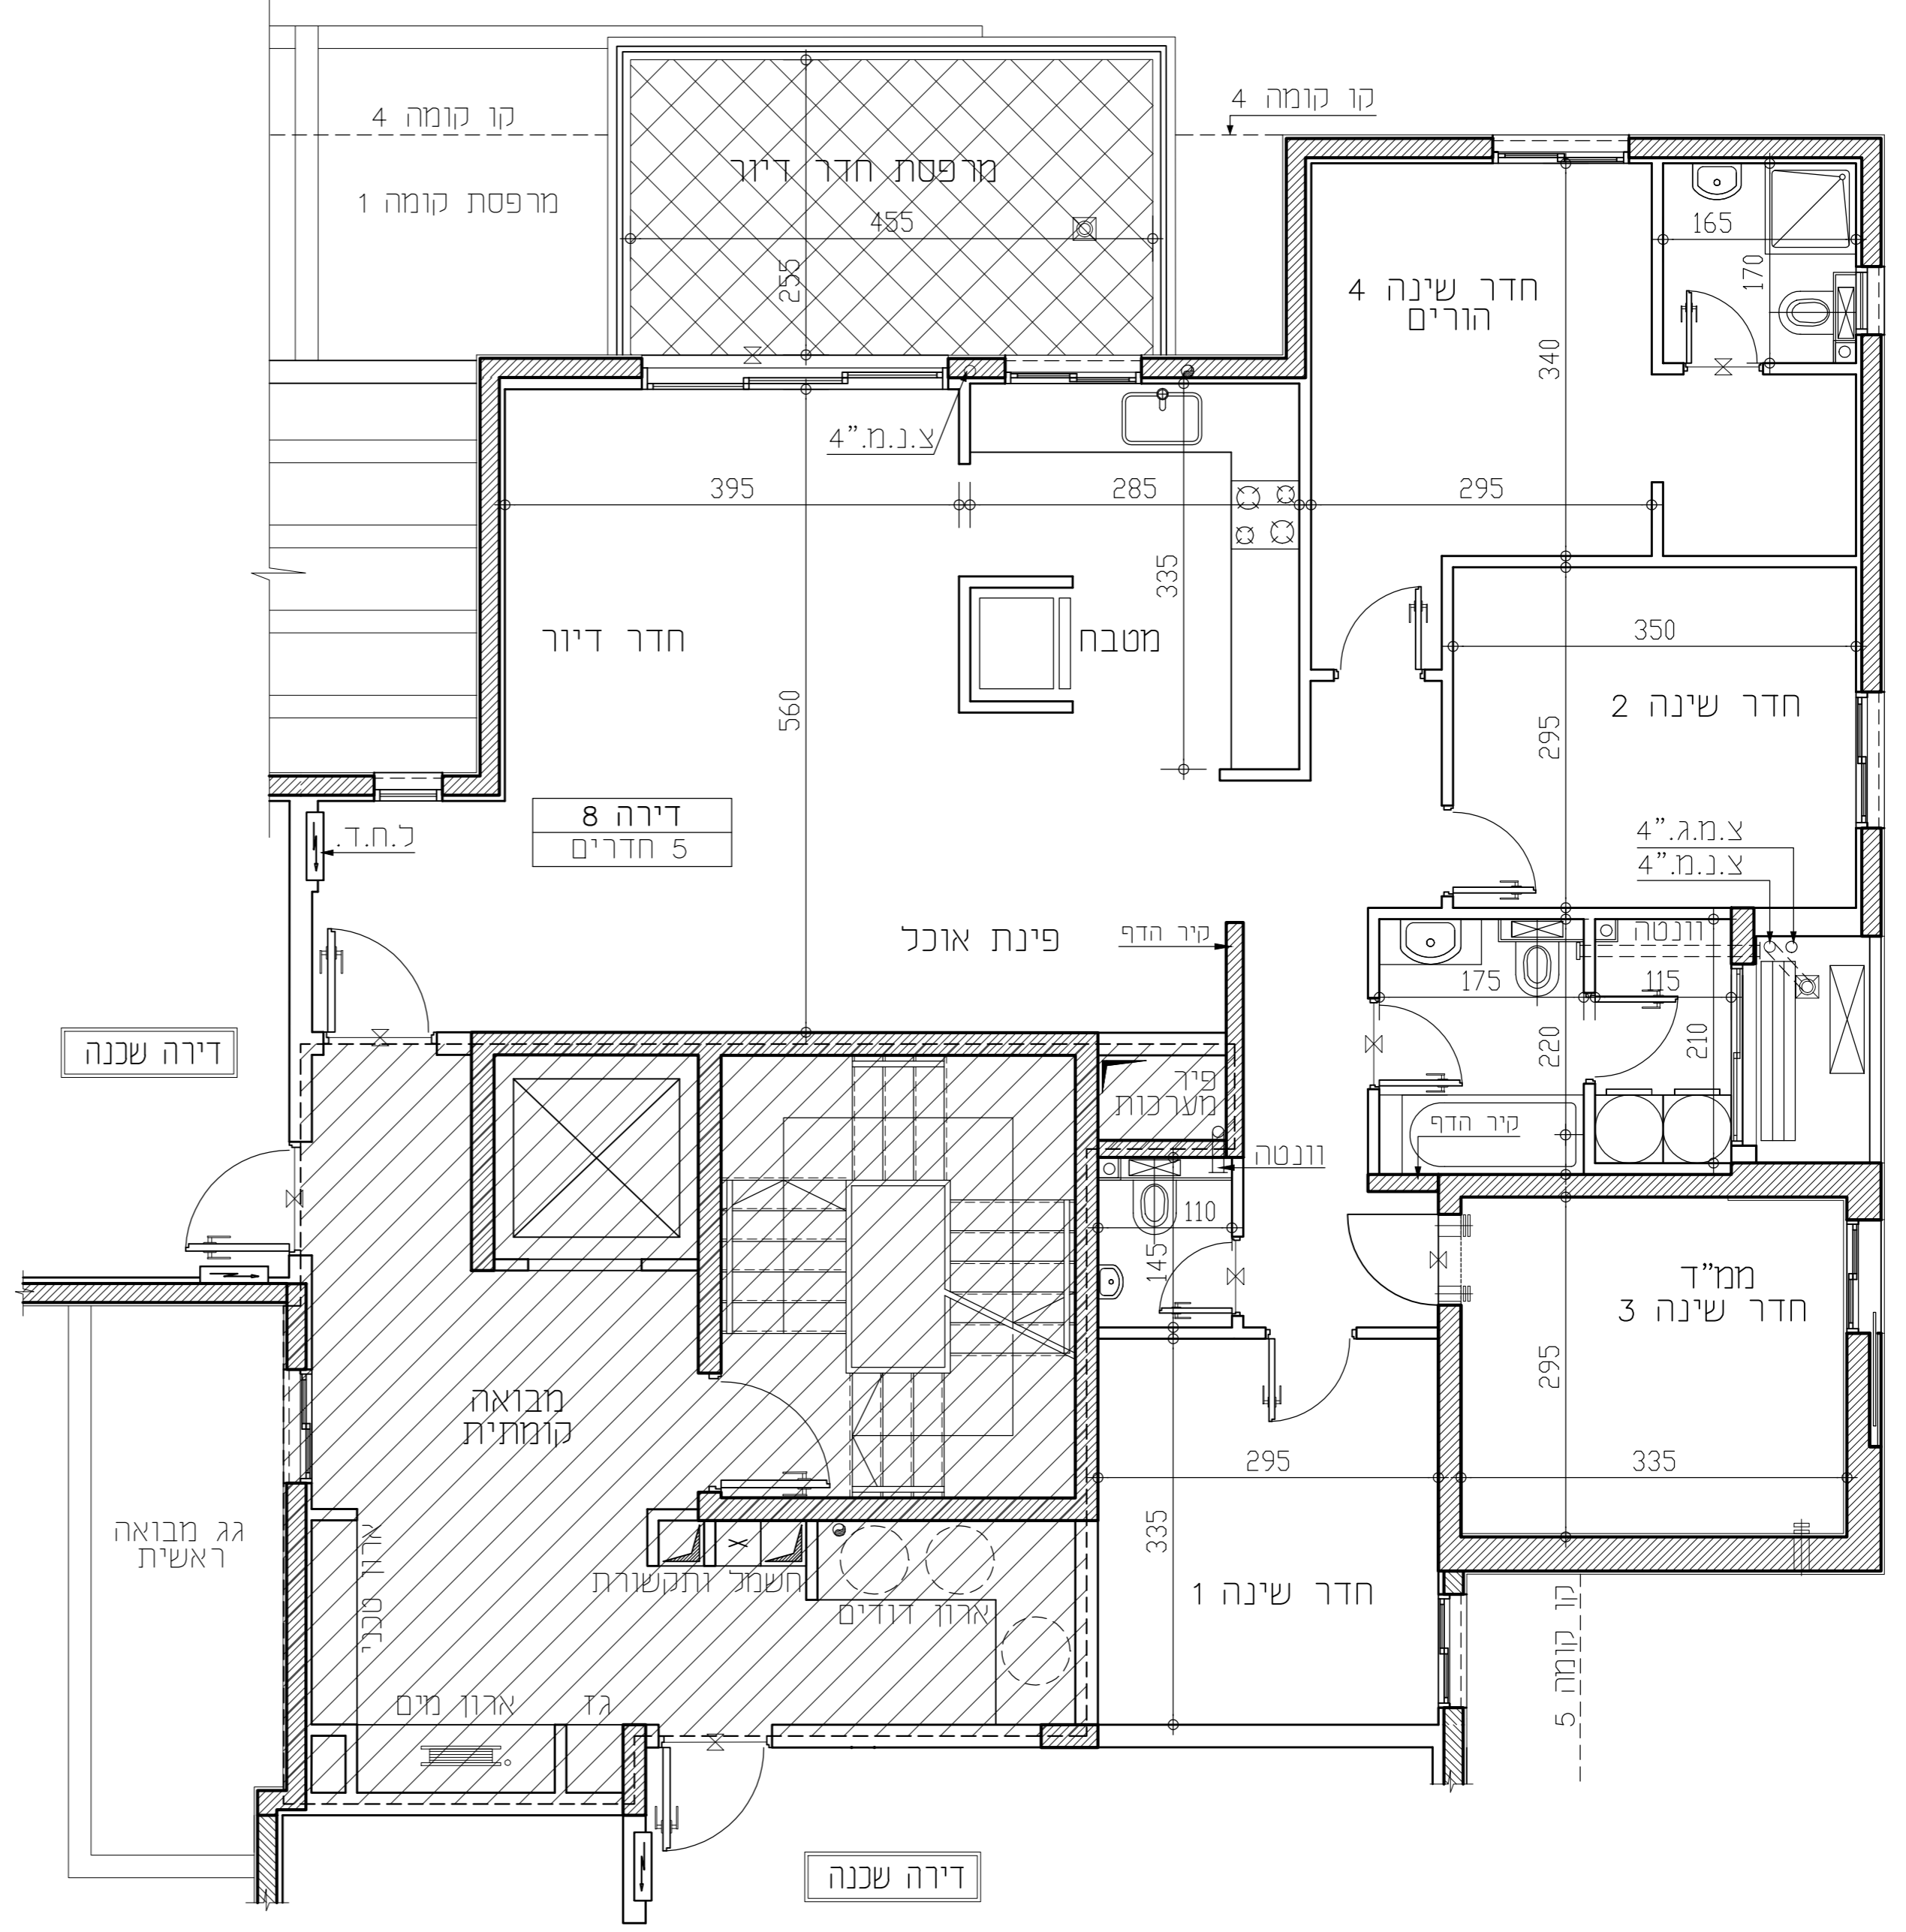 קו קומה 4
קו קומה 4
מרפסת קומה 1
מרפסת חדר דיור
455
255
165
170
חדר שינה 4
הורים
340
צ.נ.מ. 4”
395
285
295
335
350
חדר דיור
מטבח
560
חדר שינה 2
295
דירה 8
5 חדרים
ל.ח.ד.
צ.מ.ג. 4”
צ.נ.מ. 4”
פינת אוכל
קיר הדף
וונטה
175
115
220
210
דירה שכנה
פיר
מערכות
קיר הדף
וונטה
110
145
ממ”ד
חדר שינה 3
295
335
מבואה
קומתית
295
335
גג מבואה
ראשית
ארון טכני
חשמל ותקשורת
ארון דודים
חדר שינה 1
קו קומה 5
ארון מים
גז
דירה שכנה